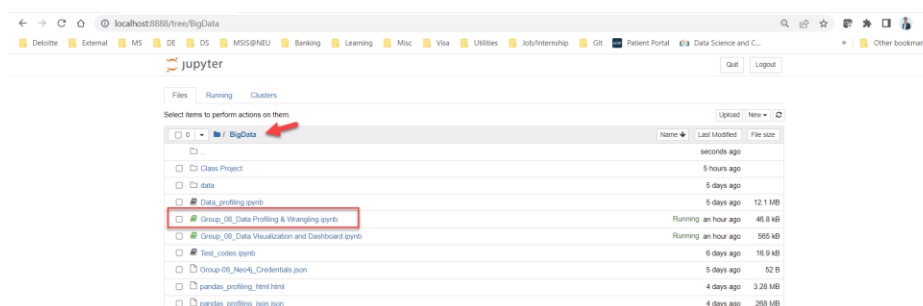 localhost:8888/tree/BigData
Deloitte External MS DE DS MSIS@NEU Banking Learning Misc Visa Utilities Job/Internship GIt Patient Portal Data Science and C... » Other bookmar
Jupyter Quit Logout
Files Running Clusters
Select items to perform actions on them. Upload New
0 / BigData Name Last Modified File size
.. seconds ago
Class Project 5 hours ago
data 5 days ago
Data_profiling.ipynb 5 days ago 12.1 MB
Group_08_Data Profiling & Wrangling.ipynb Running an hour ago 46.8 kB
Group_08_Data Visualization and Dashboard.ipynb Running an hour ago 565 kB
Test_codes.ipynb 6 days ago 16.9 kB
Group-08_Neo4j_Credentials.json 5 days ago 52 B
pandas_profiling_html.html 4 days ago 3.28 MB
pandas_profiling_json.json 4 days ago 268 MB